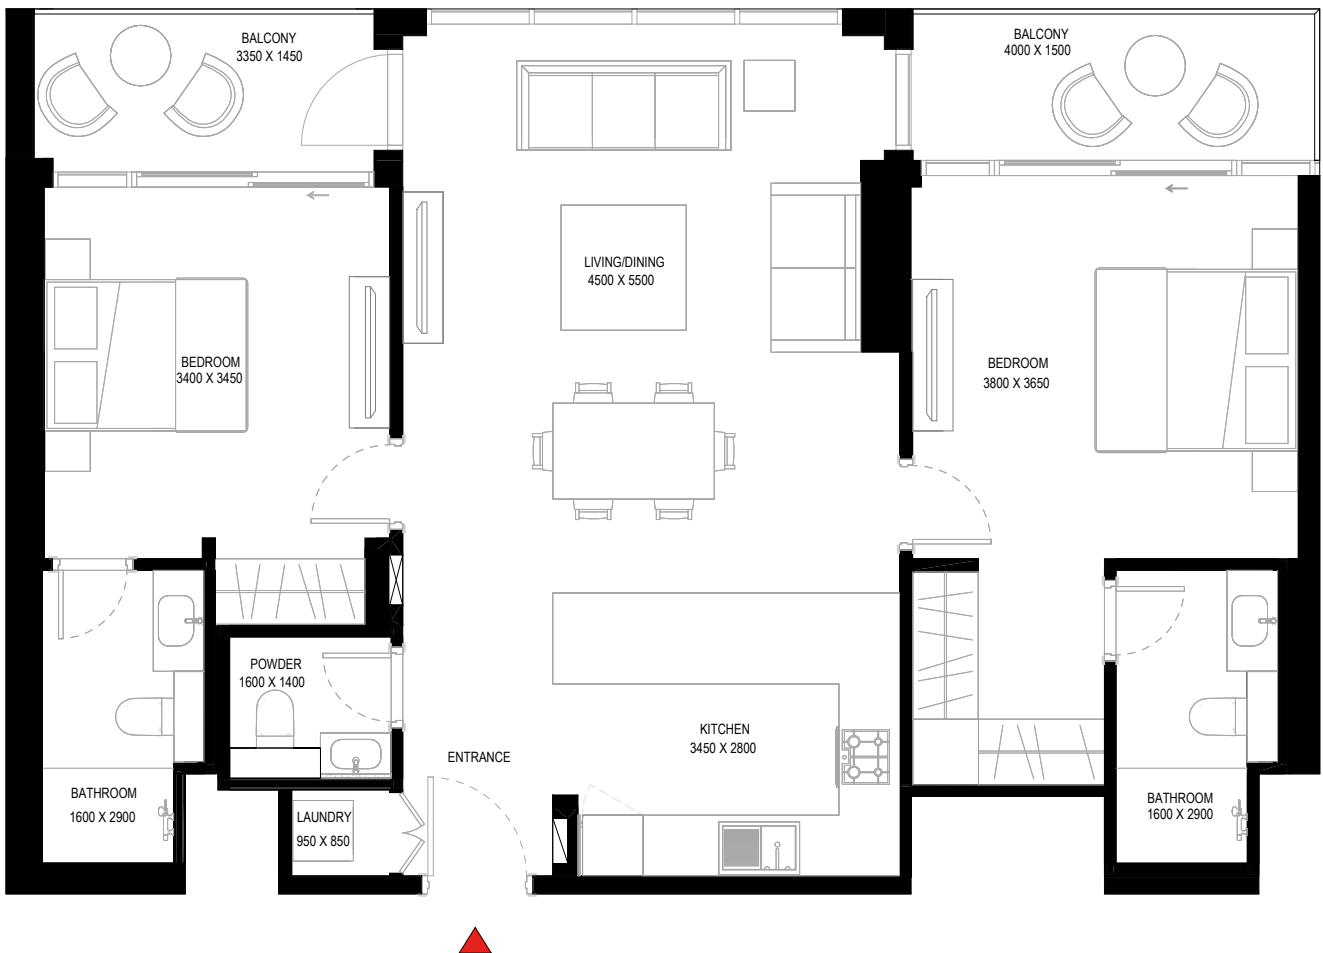 BALCONY
3350 X 1450
BALCONY
4000 X 1500
LIVING/DINING
4500 X 5500
BEDROOM
3400 X 3450
BEDROOM
3800 X 3650
POWDER
1600 X 1400
KITCHEN
3450 X 2800
ENTRANCE
BATHROOM
1600 X 2900
LAUNDRY
950 X 850
BATHROOM
1600 X 2900